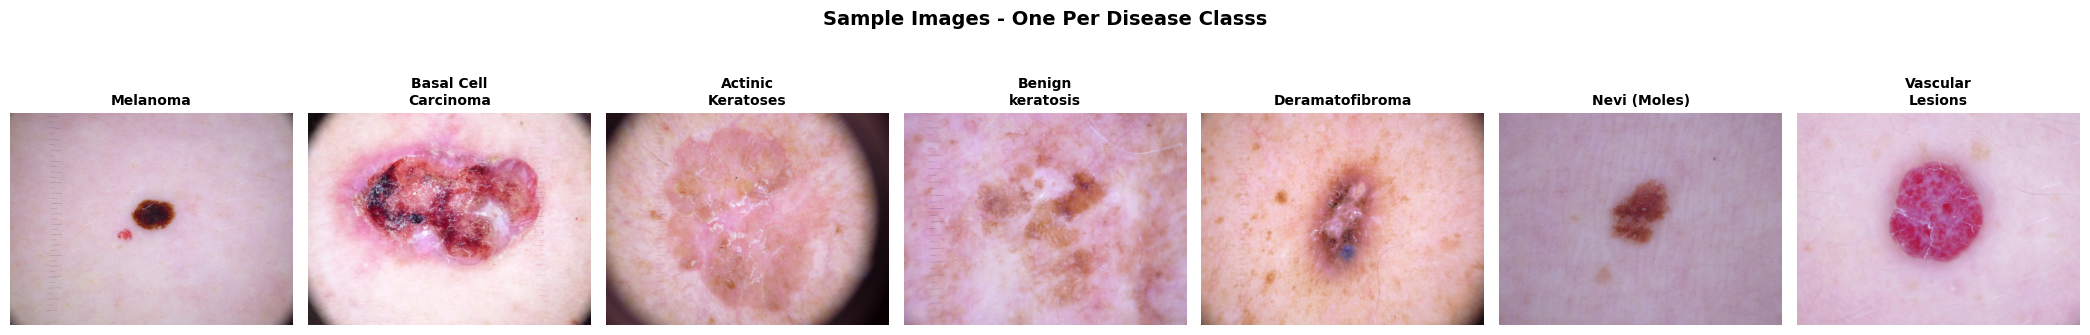 Sample Images - One Per Disease Classs
Melanoma
Basal Cell
Carcinoma
Actinic
Keratoses
Benign
keratosis
Deramatofibroma
Nevi (Moles)
Vascular
Lesions